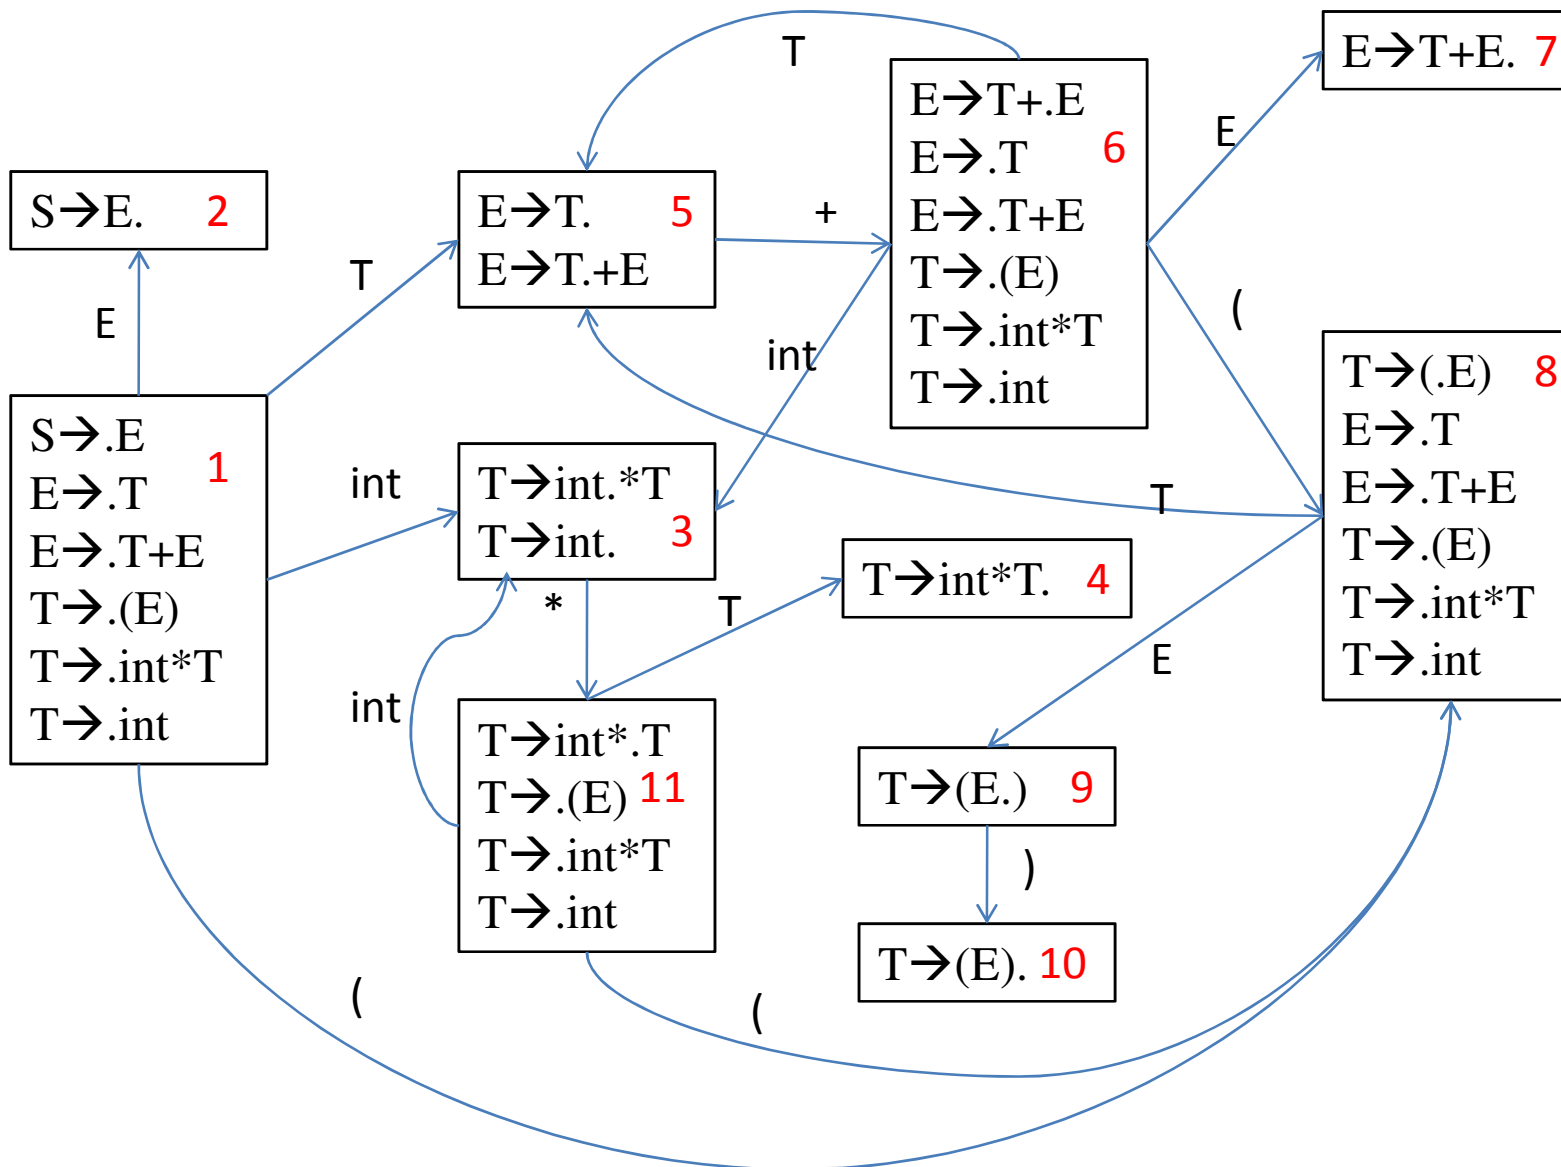 T
E→T+.E
E→.T
E→.T+E
T→.(E)
T→.int*T
T→.int
6
E→T+E. 7
E
S→E. 2
E
T
E→T. 5
E→T.+E
+
int
(
S→.E
E→.T
E→.T+E
T→.(E)
T→.int*T
T→.int
1
int
T→int.*T
T→int. 3
T
T→(.E) 8
E→.T
E→.T+E
T→.(E)
T→.int*T
T→.int
*
T
T→int*T. 4
E
int
T→int*.T
T→.(E) 11
T→.int*T
T→.int
T→(E.) 9
)
T→(E). 10
(
(